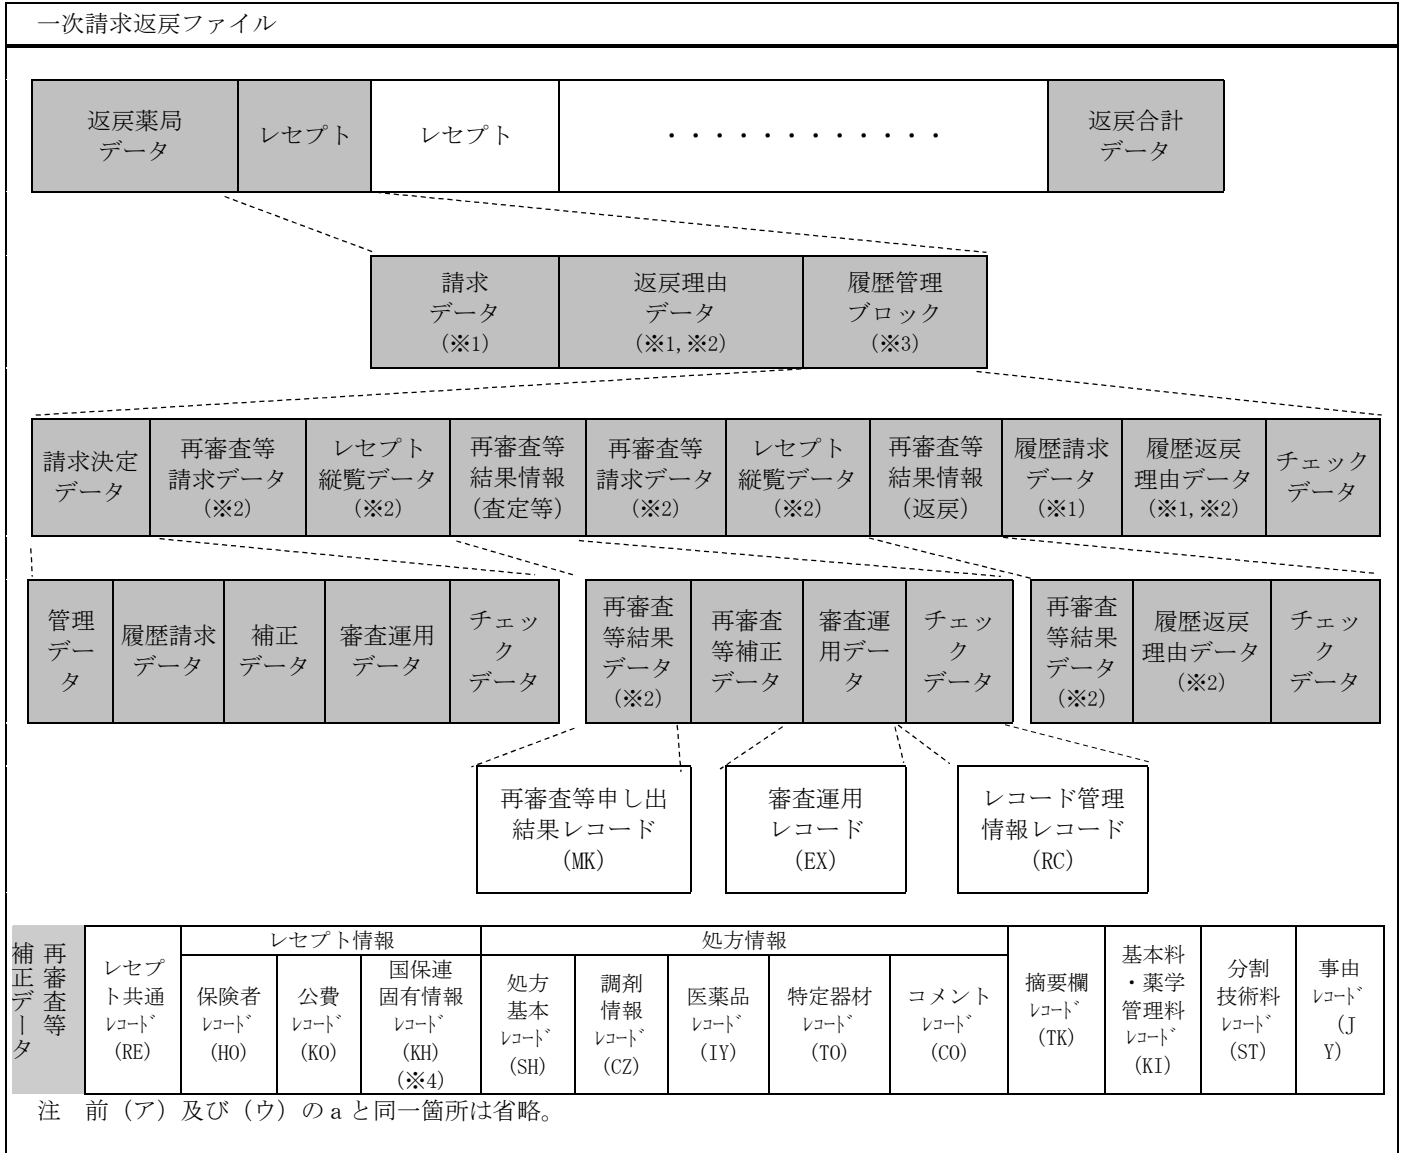 一次請求返戻ファイル
返戻薬局
データ
レセプト
レセプト
・・・・・・・・・・・・
返戻合計
データ
請求
データ
(※1)
返戻理由
データ
(※1,※2)
履歴管理
ブロック
(※3)
請求決定
データ
再審査等
請求データ
(※2)
レセプト
縦覧データ
(※2)
再審査等
結果情報
(査定等)
再審査等
請求データ
(※2)
レセプト
縦覧データ
(※2)
再審査等
結果情報
(返戻)
履歴請求
データ
(※1)
履歴返戻
理由データ
(※1,※2)
チェック
データ
管理
デー
タ
履歴請求
データ
補正
データ
審査運用
データ
チェッ
ク
データ
再審査
等結果
データ
(※2)
再審査
等補正
データ
審査運
用デー
タ
チェッ
ク
データ
再審査
等結果
データ
(※2)
履歴返戻
理由データ
(※2)
チェッ
ク
データ
再審査等申し出
結果レコード
(MK)
審査運用
レコード
(EX)
レコード管理
情報レコード
(RC)
再審査等
補正データ
レセプ
ト共通
ﾚｺｰﾄﾞ
(RE)
レセプト情報
保険者
ﾚｺｰﾄﾞ
(HO)
公費
ﾚｺｰﾄﾞ
(KO)
国保連
固有情報
ﾚｺｰﾄﾞ
(KH)
(※4)
処方情報
処方
基本
ﾚｺｰﾄﾞ
(SH)
調剤
情報
ﾚｺｰﾄﾞ
(CZ)
医薬品
ﾚｺｰﾄﾞ
(IY)
特定器材
ﾚｺｰﾄﾞ
(TO)
コメント
ﾚｺｰﾄﾞ
(CO)
摘要欄
ﾚｺｰﾄﾞ
(TK)
基本料
・薬学
管理料
ﾚｺｰﾄﾞ
(KI)
分割
技術料
ﾚｺｰﾄﾞ
(ST)
事由
ﾚｺｰﾄﾞ
(J
Y)
注　前（ア）及び（ウ）のａと同一箇所は省略。